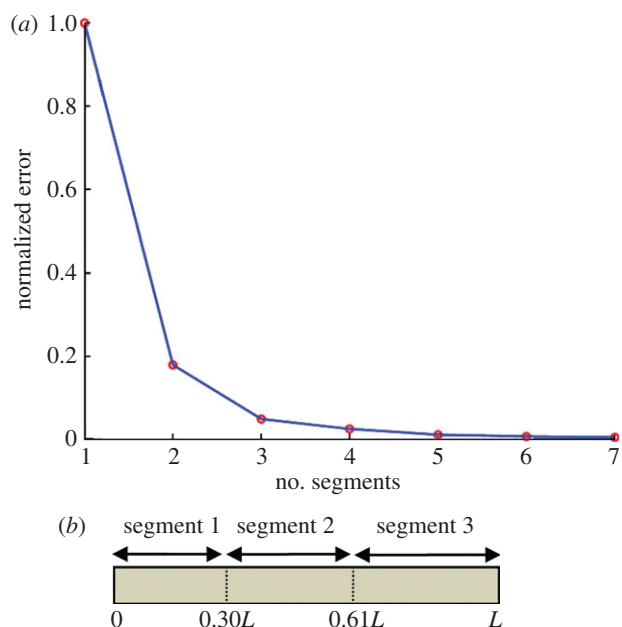 (a)
1.0
0.8
0.6
0.4
0.2
0
normalized error
1 2 3 4 5 6 7
no. segments
(b)
segment 1 segment 2 segment 3
0 0.30L 0.61L L